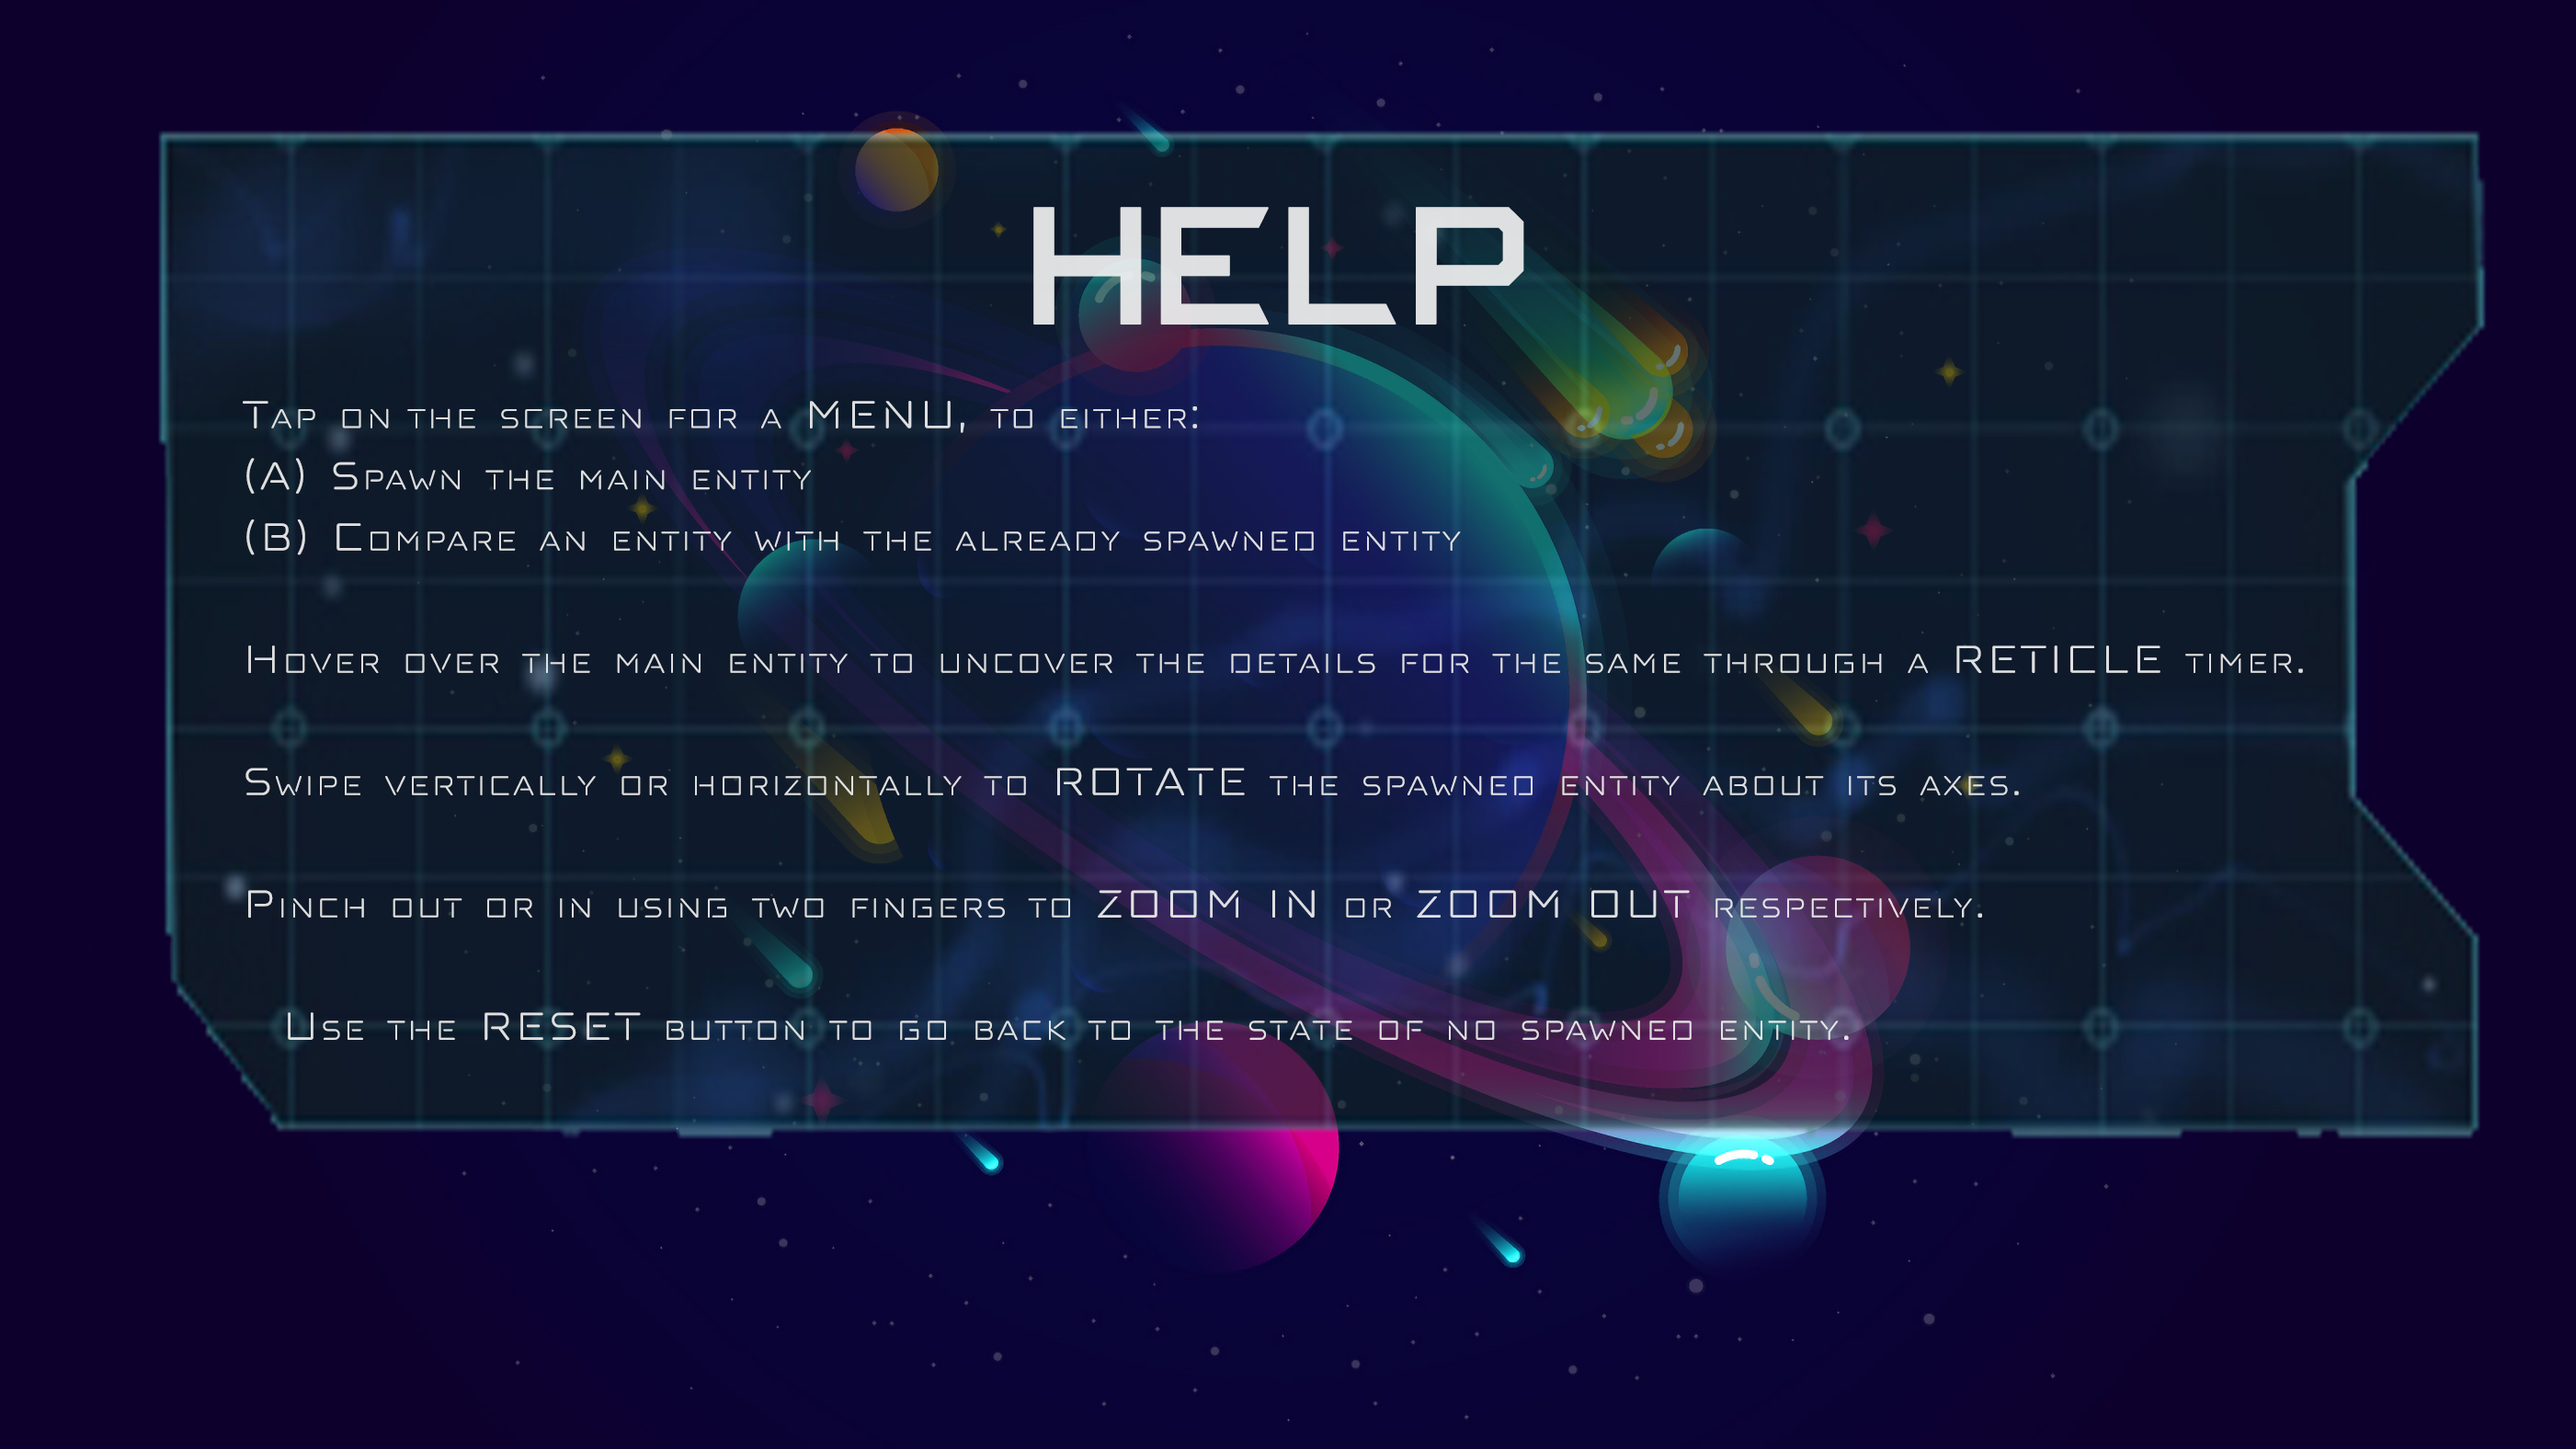 HELP
Tap on the screen for a MENU, to either:
(A) Spawn the main entity
(B) Compare an entity with the already spawned entity
Hover over the main entity to uncover the details for the same through a RETICLE timer.
Swipe vertically or horizontally to ROTATE the spawned entity about its axes.
Pinch out or in using two fingers to ZOOM IN or ZOOM OUT respectively.
Use the RESET button to go back to the state of no spawned entity.